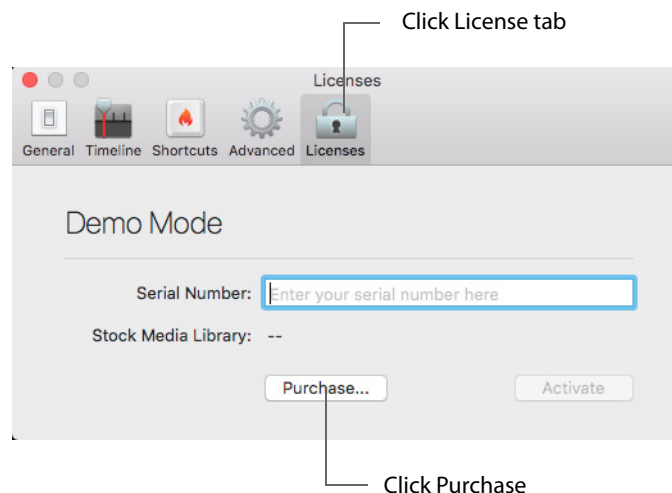 Click License tab
Licenses
General Timeline Shortcuts Advanced Licenses
Demo Mode
Serial Number: Enter your serial number here
Stock Media Library: --
Purchase... Activate
Click Purchase